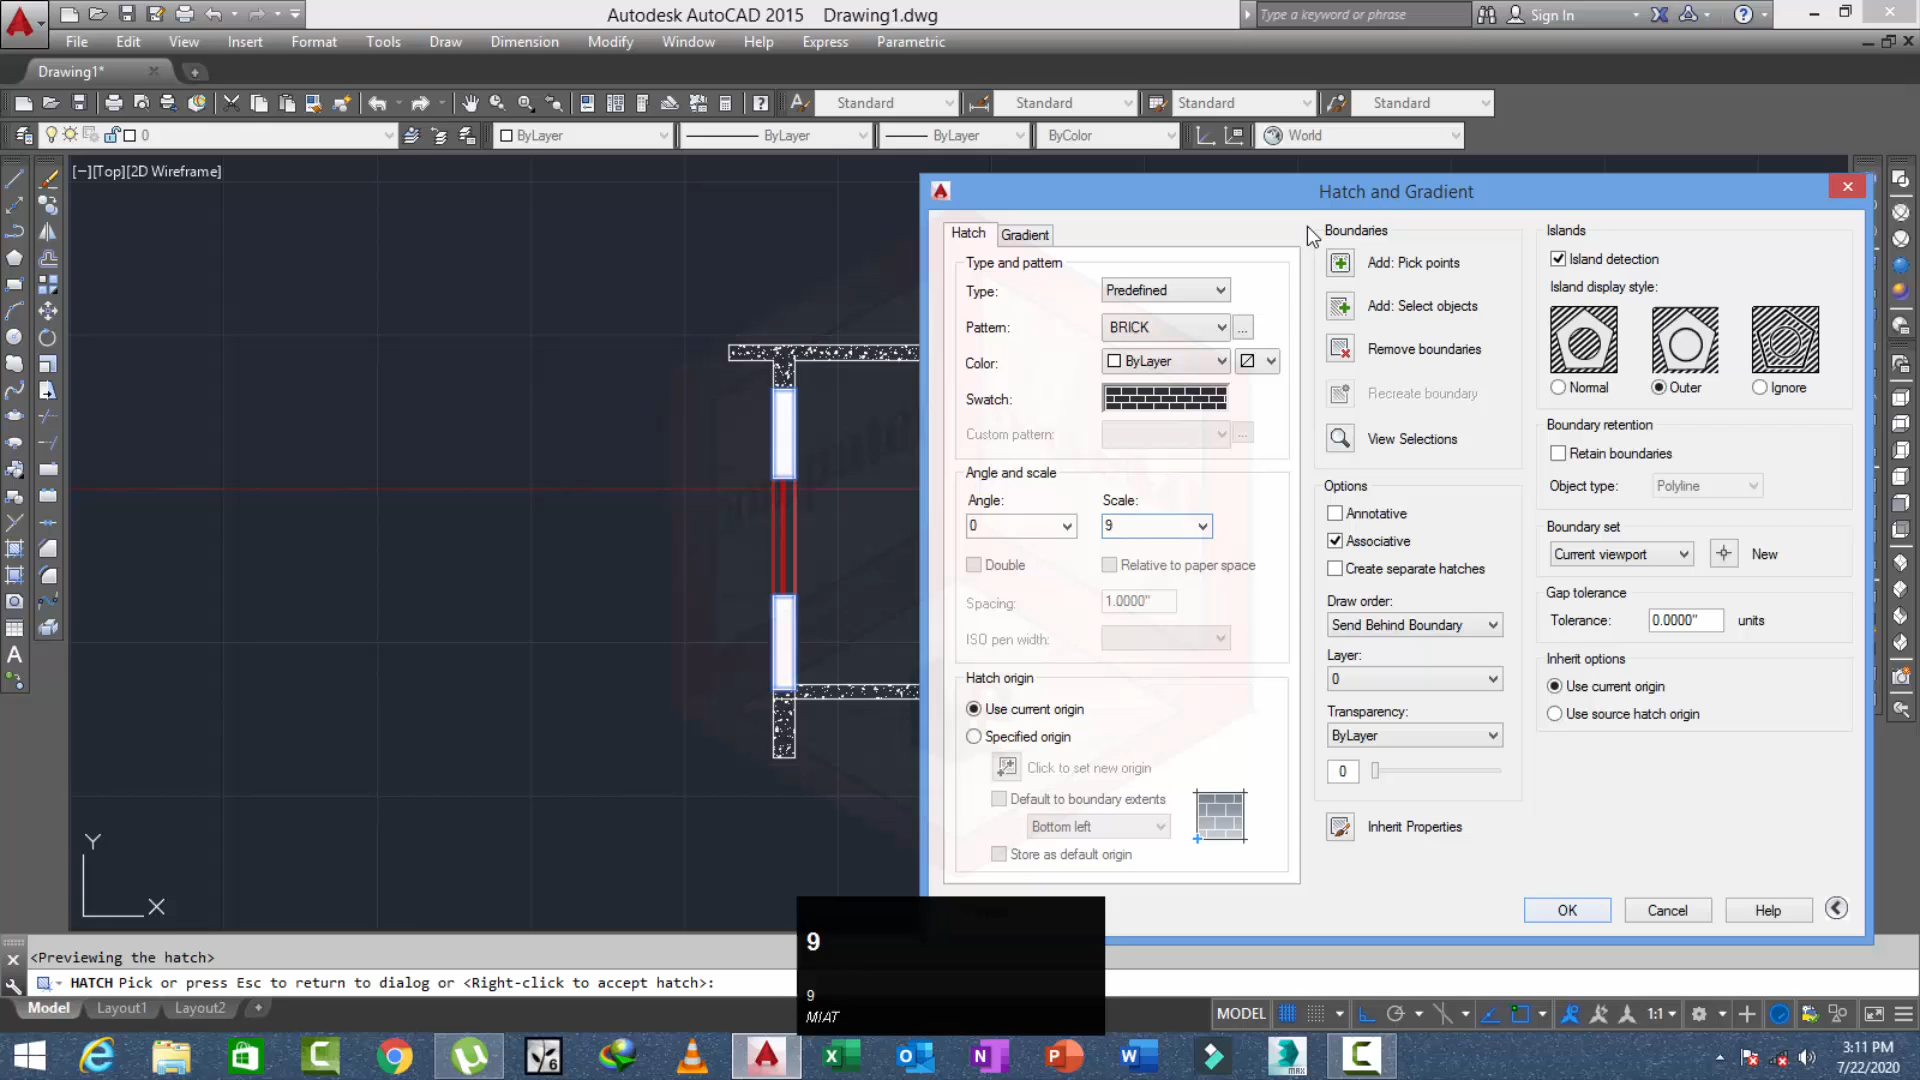 Autodesk AutoCAD 2015 Drawing1.dwg
Type a keyword or phrase
Sign In
File Edit View Insert Format Tools Draw Dimension Modify Window Help Express Parametric
Drawing1*
Standard Standard Standard Standard
0 ByLayer ByLayer ByLayer ByColor World
[−][Top][2D Wireframe]
Hatch and Gradient
Hatch Gradient
Type and pattern
Type: Predefined
Pattern: BRICK ...
Color: ByLayer
Swatch:
Custom pattern: ...
Angle and scale
Angle: Scale:
0 9
Double Relative to paper space
Spacing: 1.0000"
ISO pen width:
Hatch origin
Use current origin
Specified origin
Click to set new origin
Default to boundary extents
Bottom left
Store as default origin
Boundaries
Add: Pick points
Add: Select objects
Remove boundaries
Recreate boundary
View Selections
Options
Annotative
Associative
Create separate hatches
Draw order:
Send Behind Boundary
Layer:
0
Transparency:
ByLayer
0
Inherit Properties
Islands
Island detection
Island display style:
Normal Outer Ignore
Boundary retention
Retain boundaries
Object type: Polyline
Boundary set
Current viewport New
Gap tolerance
Tolerance: 0.0000" units
Inherit options
Use current origin
Use source hatch origin
OK Cancel Help
Y
X
<Previewing the hatch>
HATCH Pick or press Esc to return to dialog or <Right-click to accept hatch>:
9
9
MIAT
Model Layout1 Layout2 +
MODEL 1:1
3:11 PM
7/22/2020